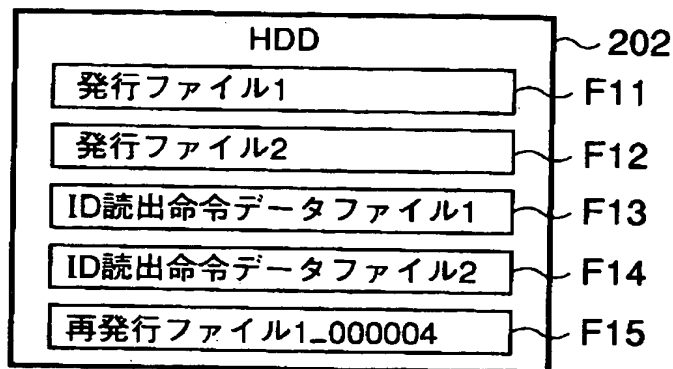 HDD 202
発行ファイル1 F11
発行ファイル2 F12
ID読出命令データファイル1 F13
ID読出命令データファイル2 F14
再発行ファイル1_000004 F15